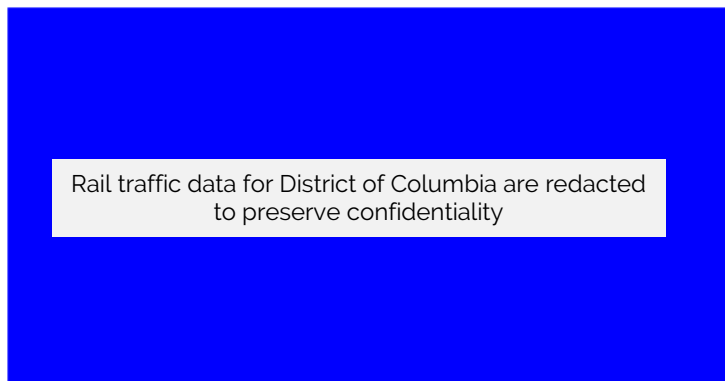 Rail traffic data for District of Columbia are redacted
to preserve confidentiality